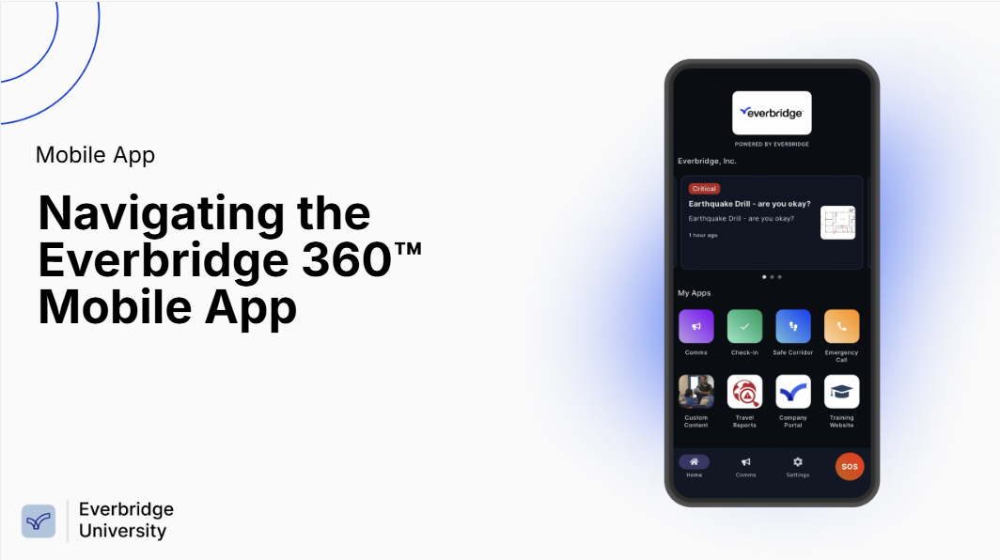 Mobile App
Navigating the
Everbridge 360™
Mobile App
Everbridge
University
everbridge
POWERED BY EVERBRIDGE
Everbridge, Inc.
Critical
Earthquake Drill - are you okay?
Earthquake Drill - are you okay?
1 hour ago
My Apps
Comms
Check-in
Safe Corridor
Emergency
Call
Custom
Content
Travel
Reports
Company
Portal
Training
Website
Home
Comms
Settings
SOS